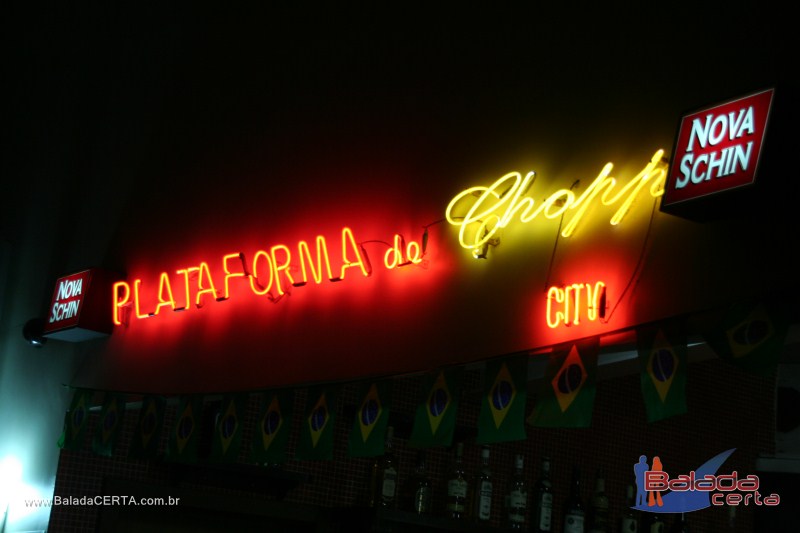 NOVA
SCHIN
PLATAFORMA de Chopp
CITY
NOVA
SCHIN
www.BaladaCERTA.com.br
Balada
certa